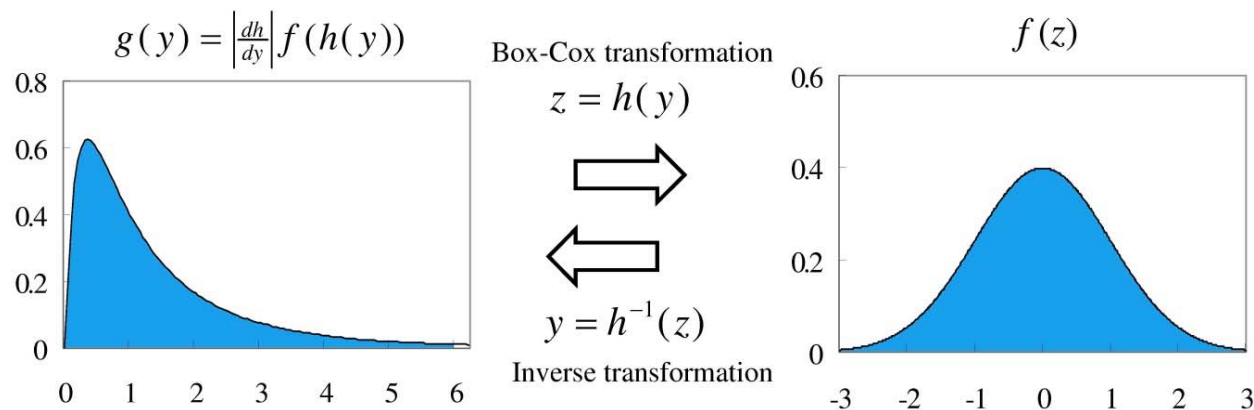 g(y) = |dh/dy| f(h(y))
0.8
0.6
0.4
0.2
0
0 1 2 3 4 5 6
Box-Cox transformation
z = h(y)
y = h⁻¹(z)
Inverse transformation
f(z)
0.6
0.4
0.2
0
-3 -2 -1 0 1 2 3